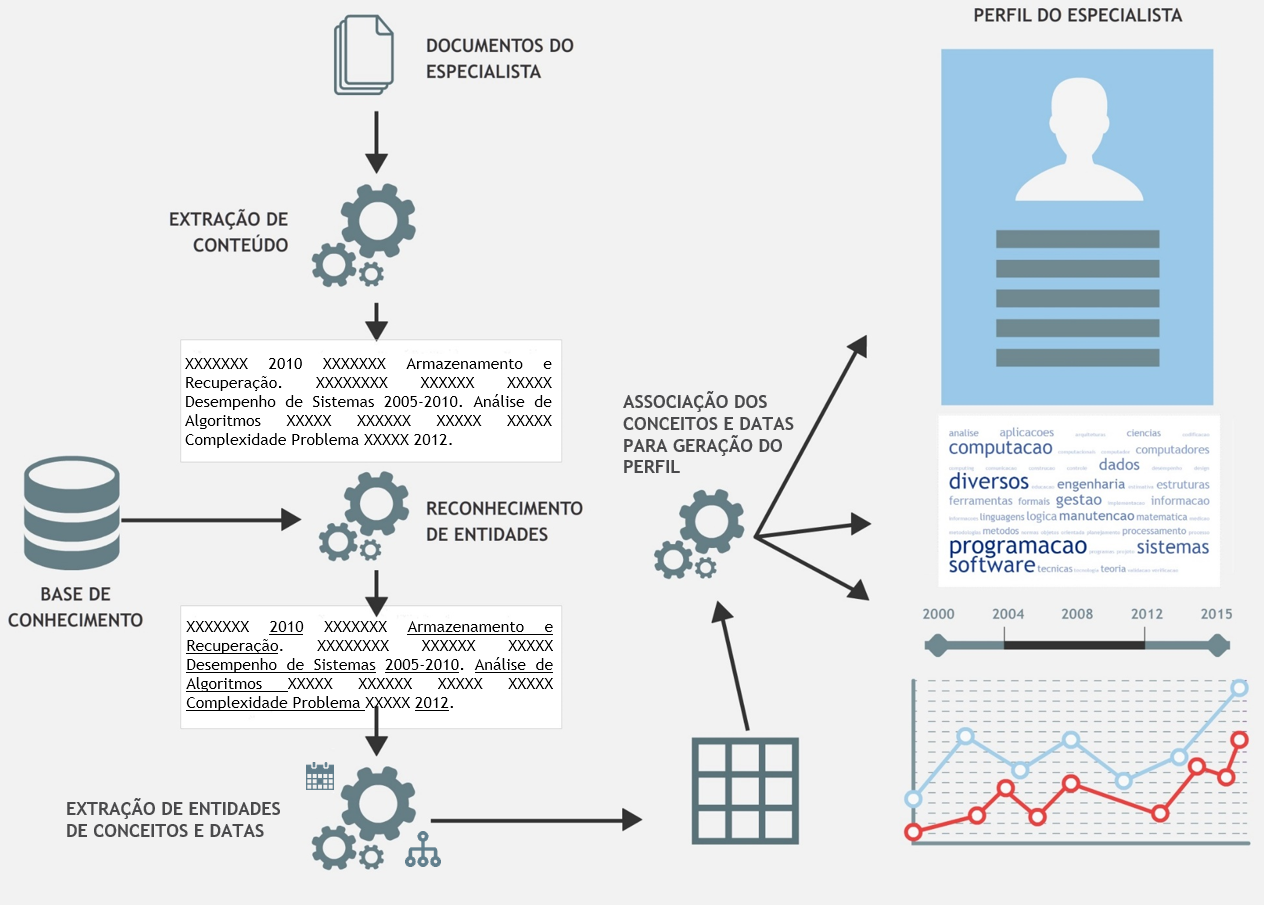 PERFIL DO ESPECIALISTA
DOCUMENTOS DO
ESPECIALISTA
EXTRAÇÃO DE
CONTEÚDO
XXXXXXX 2010 XXXXXXX Armazenamento e
Recuperação. XXXXXXXX XXXXXX XXXXX
Desempenho de Sistemas 2005-2010. Análise de
Algoritmos XXXXX XXXXXX XXXXX XXXXX
Complexidade Problema XXXXX 2012.
BASE DE
CONHECIMENTO
RECONHECIMENTO
DE ENTIDADES
XXXXXXX 2010 XXXXXXX Armazenamento e
Recuperação. XXXXXXXX XXXXXX XXXXX
Desempenho de Sistemas 2005-2010. Análise de
Algoritmos XXXXX XXXXXX XXXXX XXXXX
Complexidade Problema XXXXX 2012.
EXTRAÇÃO DE ENTIDADES
DE CONCEITOS E DATAS
ASSOCIAÇÃO DOS
CONCEITOS E DATAS
PARA GERAÇÃO DO
PERFIL
analise aplicacoes ciencias
computacao computadores
dados
diversos engenharia estruturas
ferramentas formais gestao informacao
linguagens logica manutencao matematica
metodos processamento
programacao sistemas
software tecnicas teoria
2000 2004 2008 2012 2015